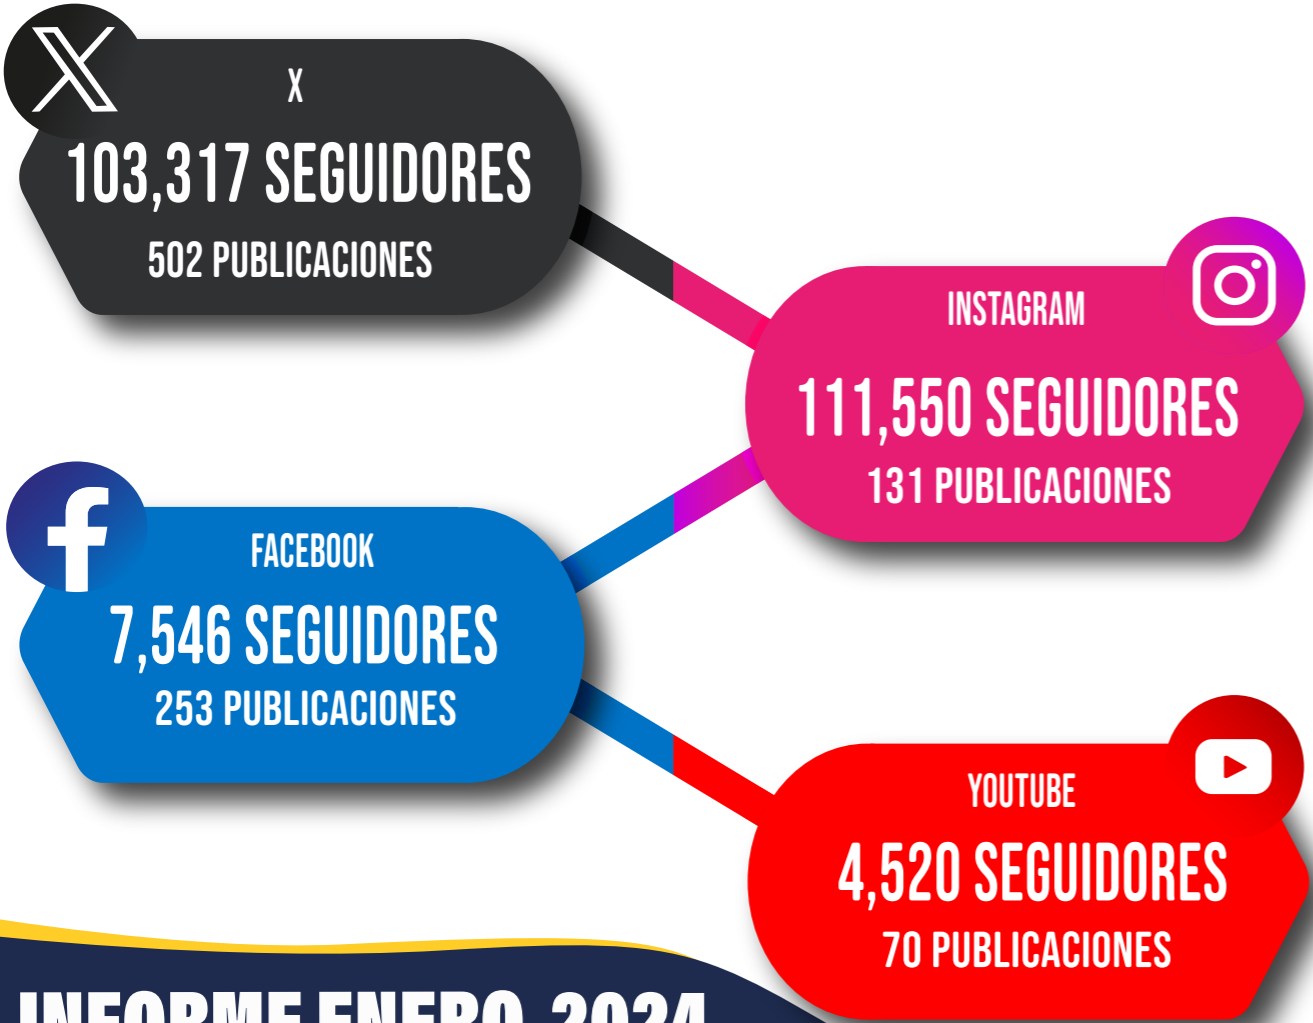 X
103,317 SEGUIDORES
502 PUBLICACIONES
INSTAGRAM
111,550 SEGUIDORES
131 PUBLICACIONES
FACEBOOK
7,546 SEGUIDORES
253 PUBLICACIONES
YOUTUBE
4,520 SEGUIDORES
70 PUBLICACIONES
INFORME ENERO 2024